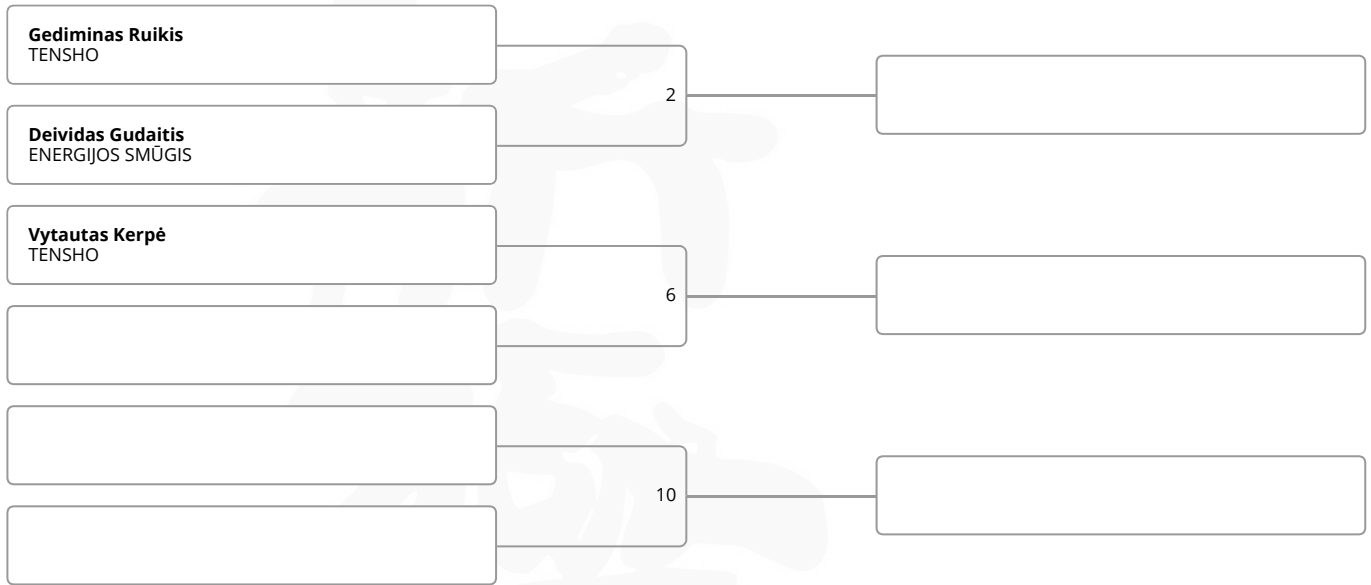 Gediminas Ruikis
TENSHO
2
Deividas Gudaitis
ENERGIJOS SMŪGIS
Vytautas Kerpė
TENSHO
6
10